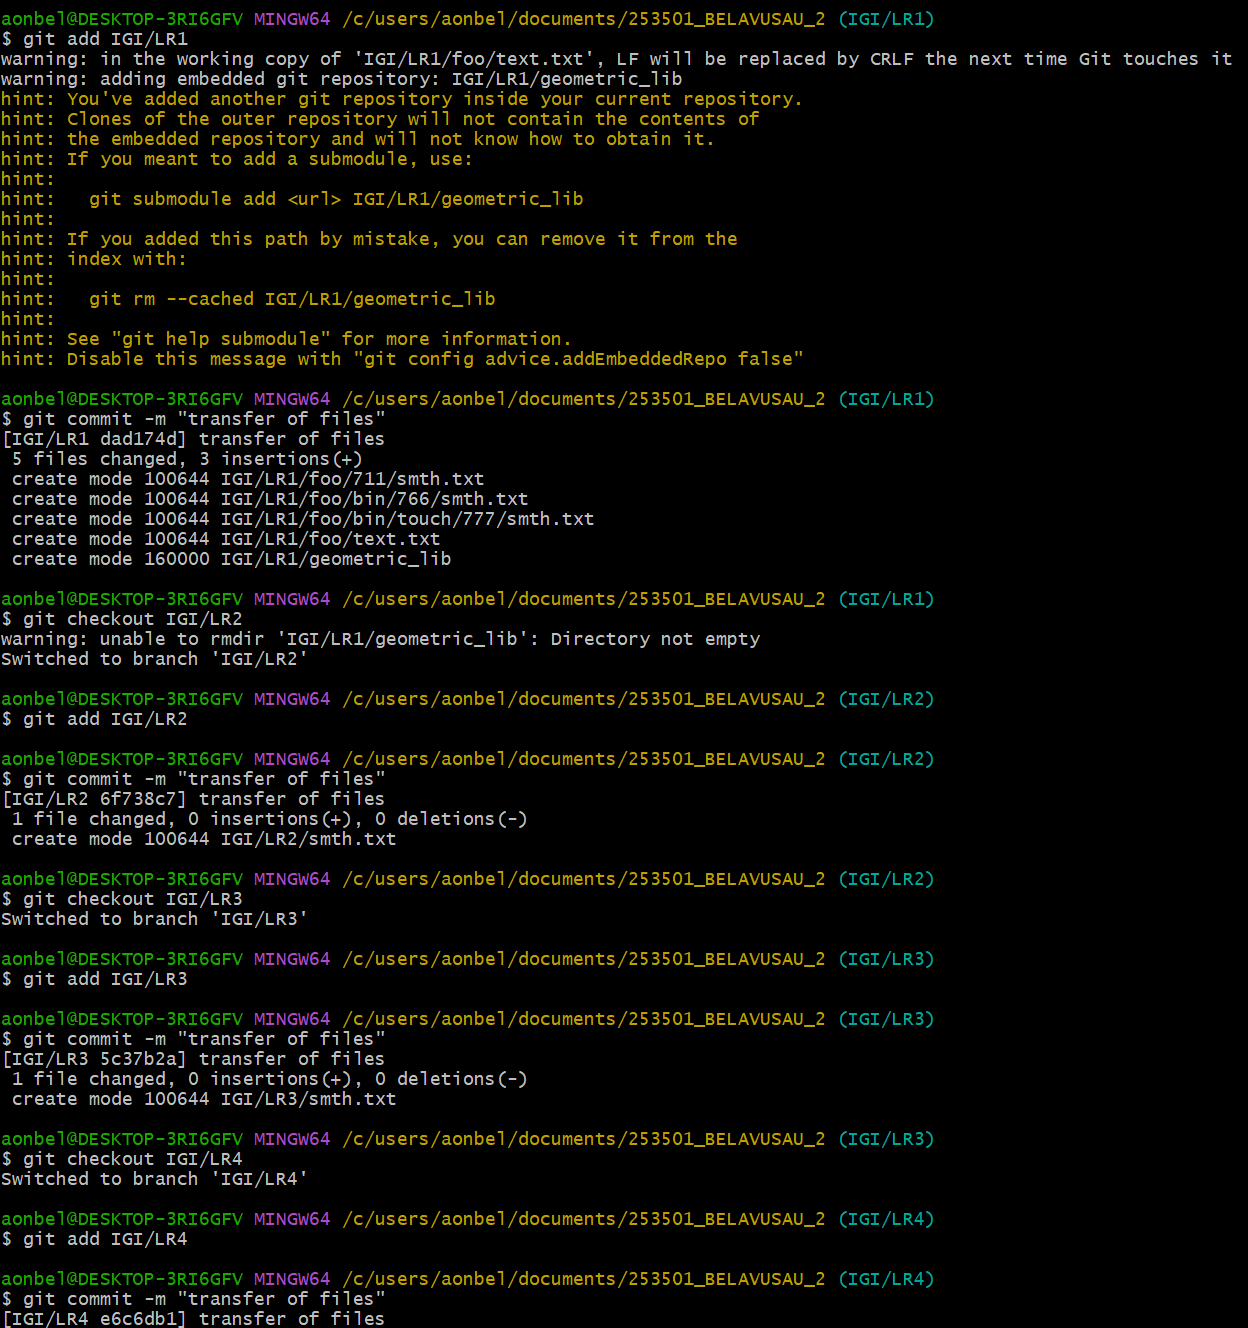 aonbel@DESKTOP-3RI6GFV MINGW64 /c/users/aonbel/documents/253501_BELAVUSAU_2 (IGI/LR1)
$ git add IGI/LR1
warning: in the working copy of 'IGI/LR1/foo/text.txt', LF will be replaced by CRLF the next time Git touches it
warning: adding embedded git repository: IGI/LR1/geometric_lib
hint: You've added another git repository inside your current repository.
hint: Clones of the outer repository will not contain the contents of
hint: the embedded repository and will not know how to obtain it.
hint: If you meant to add a submodule, use:
hint:
hint:   git submodule add <url> IGI/LR1/geometric_lib
hint:
hint: If you added this path by mistake, you can remove it from the
hint: index with:
hint:
hint:   git rm --cached IGI/LR1/geometric_lib
hint:
hint: See "git help submodule" for more information.
hint: Disable this message with "git config advice.addEmbeddedRepo false"
aonbel@DESKTOP-3RI6GFV MINGW64 /c/users/aonbel/documents/253501_BELAVUSAU_2 (IGI/LR1)
$ git commit -m "transfer of files"
[IGI/LR1 dad174d] transfer of files
 5 files changed, 3 insertions(+)
 create mode 100644 IGI/LR1/foo/711/smth.txt
 create mode 100644 IGI/LR1/foo/bin/766/smth.txt
 create mode 100644 IGI/LR1/foo/bin/touch/777/smth.txt
 create mode 100644 IGI/LR1/foo/text.txt
 create mode 160000 IGI/LR1/geometric_lib
aonbel@DESKTOP-3RI6GFV MINGW64 /c/users/aonbel/documents/253501_BELAVUSAU_2 (IGI/LR1)
$ git checkout IGI/LR2
warning: unable to rmdir 'IGI/LR1/geometric_lib': Directory not empty
Switched to branch 'IGI/LR2'
aonbel@DESKTOP-3RI6GFV MINGW64 /c/users/aonbel/documents/253501_BELAVUSAU_2 (IGI/LR2)
$ git add IGI/LR2
aonbel@DESKTOP-3RI6GFV MINGW64 /c/users/aonbel/documents/253501_BELAVUSAU_2 (IGI/LR2)
$ git commit -m "transfer of files"
[IGI/LR2 6f738c7] transfer of files
 1 file changed, 0 insertions(+), 0 deletions(-)
 create mode 100644 IGI/LR2/smth.txt
aonbel@DESKTOP-3RI6GFV MINGW64 /c/users/aonbel/documents/253501_BELAVUSAU_2 (IGI/LR2)
$ git checkout IGI/LR3
Switched to branch 'IGI/LR3'
aonbel@DESKTOP-3RI6GFV MINGW64 /c/users/aonbel/documents/253501_BELAVUSAU_2 (IGI/LR3)
$ git add IGI/LR3
aonbel@DESKTOP-3RI6GFV MINGW64 /c/users/aonbel/documents/253501_BELAVUSAU_2 (IGI/LR3)
$ git commit -m "transfer of files"
[IGI/LR3 5c37b2a] transfer of files
 1 file changed, 0 insertions(+), 0 deletions(-)
 create mode 100644 IGI/LR3/smth.txt
aonbel@DESKTOP-3RI6GFV MINGW64 /c/users/aonbel/documents/253501_BELAVUSAU_2 (IGI/LR3)
$ git checkout IGI/LR4
Switched to branch 'IGI/LR4'
aonbel@DESKTOP-3RI6GFV MINGW64 /c/users/aonbel/documents/253501_BELAVUSAU_2 (IGI/LR4)
$ git add IGI/LR4
aonbel@DESKTOP-3RI6GFV MINGW64 /c/users/aonbel/documents/253501_BELAVUSAU_2 (IGI/LR4)
$ git commit -m "transfer of files"
[IGI/LR4 e6c6db1] transfer of files